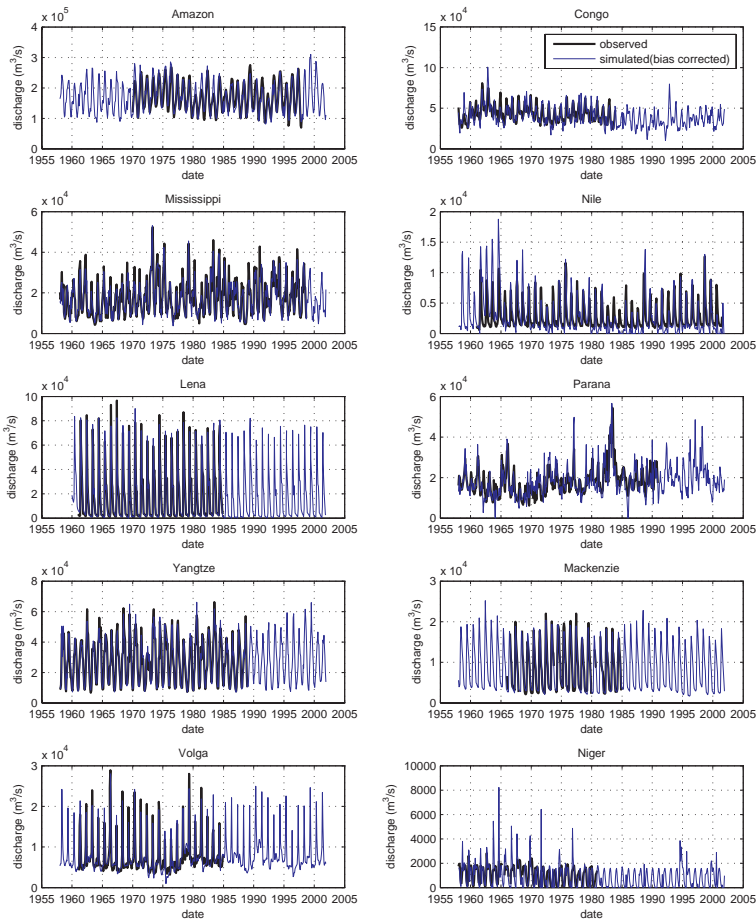 Amazon
x 10^5
discharge (m^3/s)
4
3
2
1
0
1955 1960 1965 1970 1975 1980 1985 1990 1995 2000 2005
date
Congo
x 10^4
discharge (m^3/s)
15
10
5
0
observed
simulated(bias corrected)
1955 1960 1965 1970 1975 1980 1985 1990 1995 2000 2005
date
Mississippi
x 10^4
discharge (m^3/s)
6
4
2
0
1955 1960 1965 1970 1975 1980 1985 1990 1995 2000 2005
date
Nile
x 10^4
discharge (m^3/s)
2
1.5
1
0.5
0
1955 1960 1965 1970 1975 1980 1985 1990 1995 2000 2005
date
Lena
x 10^4
discharge (m^3/s)
10
8
6
4
2
0
1955 1960 1965 1970 1975 1980 1985 1990 1995 2000 2005
date
Parana
x 10^4
discharge (m^3/s)
6
4
2
0
1955 1960 1965 1970 1975 1980 1985 1990 1995 2000 2005
date
Yangtze
x 10^4
discharge (m^3/s)
8
6
4
2
0
1955 1960 1965 1970 1975 1980 1985 1990 1995 2000 2005
date
Mackenzie
x 10^4
discharge (m^3/s)
3
2
1
0
1955 1960 1965 1970 1975 1980 1985 1990 1995 2000 2005
date
Volga
x 10^4
discharge (m^3/s)
3
2
1
0
1955 1960 1965 1970 1975 1980 1985 1990 1995 2000 2005
date
Niger
discharge (m^3/s)
10000
8000
6000
4000
2000
0
1955 1960 1965 1970 1975 1980 1985 1990 1995 2000 2005
date